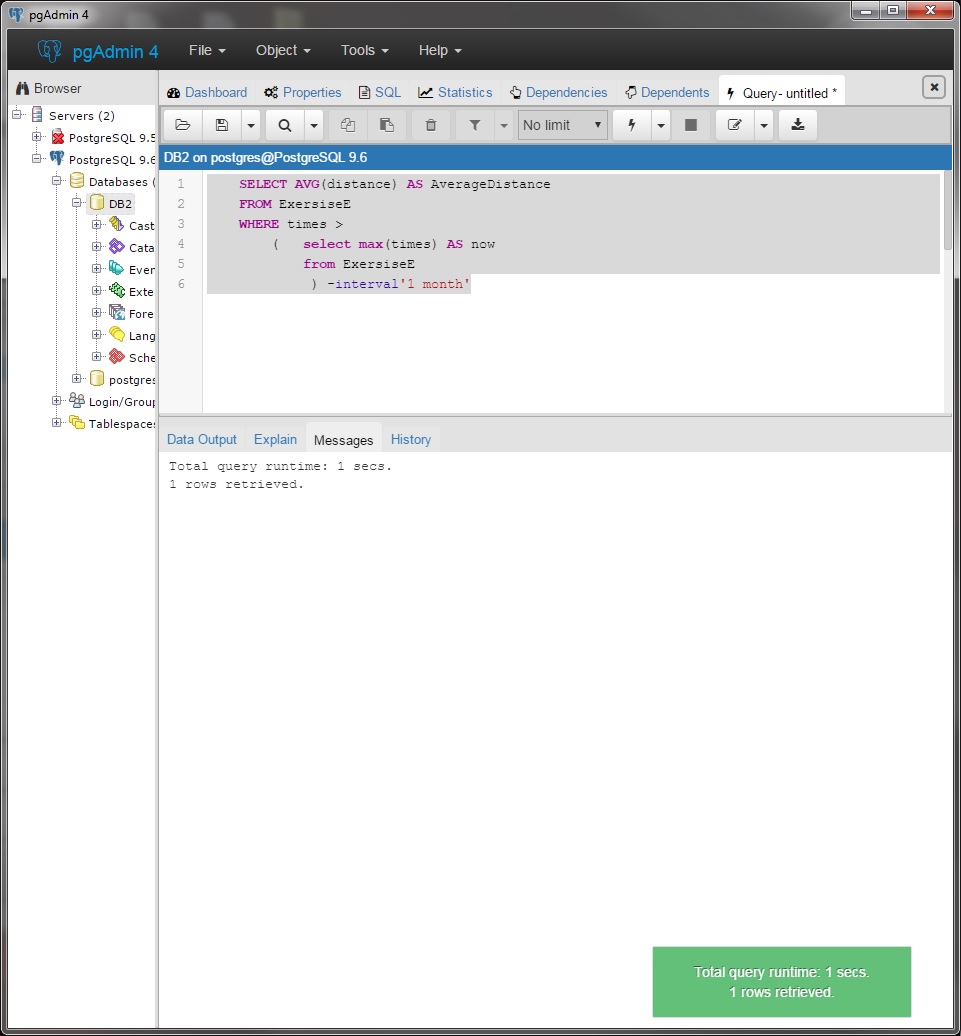 pgAdmin 4
pgAdmin 4 File Object Tools Help
Browser
Servers (2)
PostgreSQL 9.5
PostgreSQL 9.6
Databases (
DB2
Cast
Cata
Even
Exte
Fore
Lang
Sche
postgres
Login/Group
Tablespaces
Dashboard Properties SQL Statistics Dependencies Dependents Query- untitled *
No limit
DB2 on postgres@PostgreSQL 9.6
1 SELECT AVG(distance) AS AverageDistance
2 FROM ExersiseE
3 WHERE times >
4 ( select max(times) AS now
5 from ExersiseE
6 ) -interval'1 month'
Data Output Explain Messages History
Total query runtime: 1 secs.
1 rows retrieved.
Total query runtime: 1 secs.
1 rows retrieved.